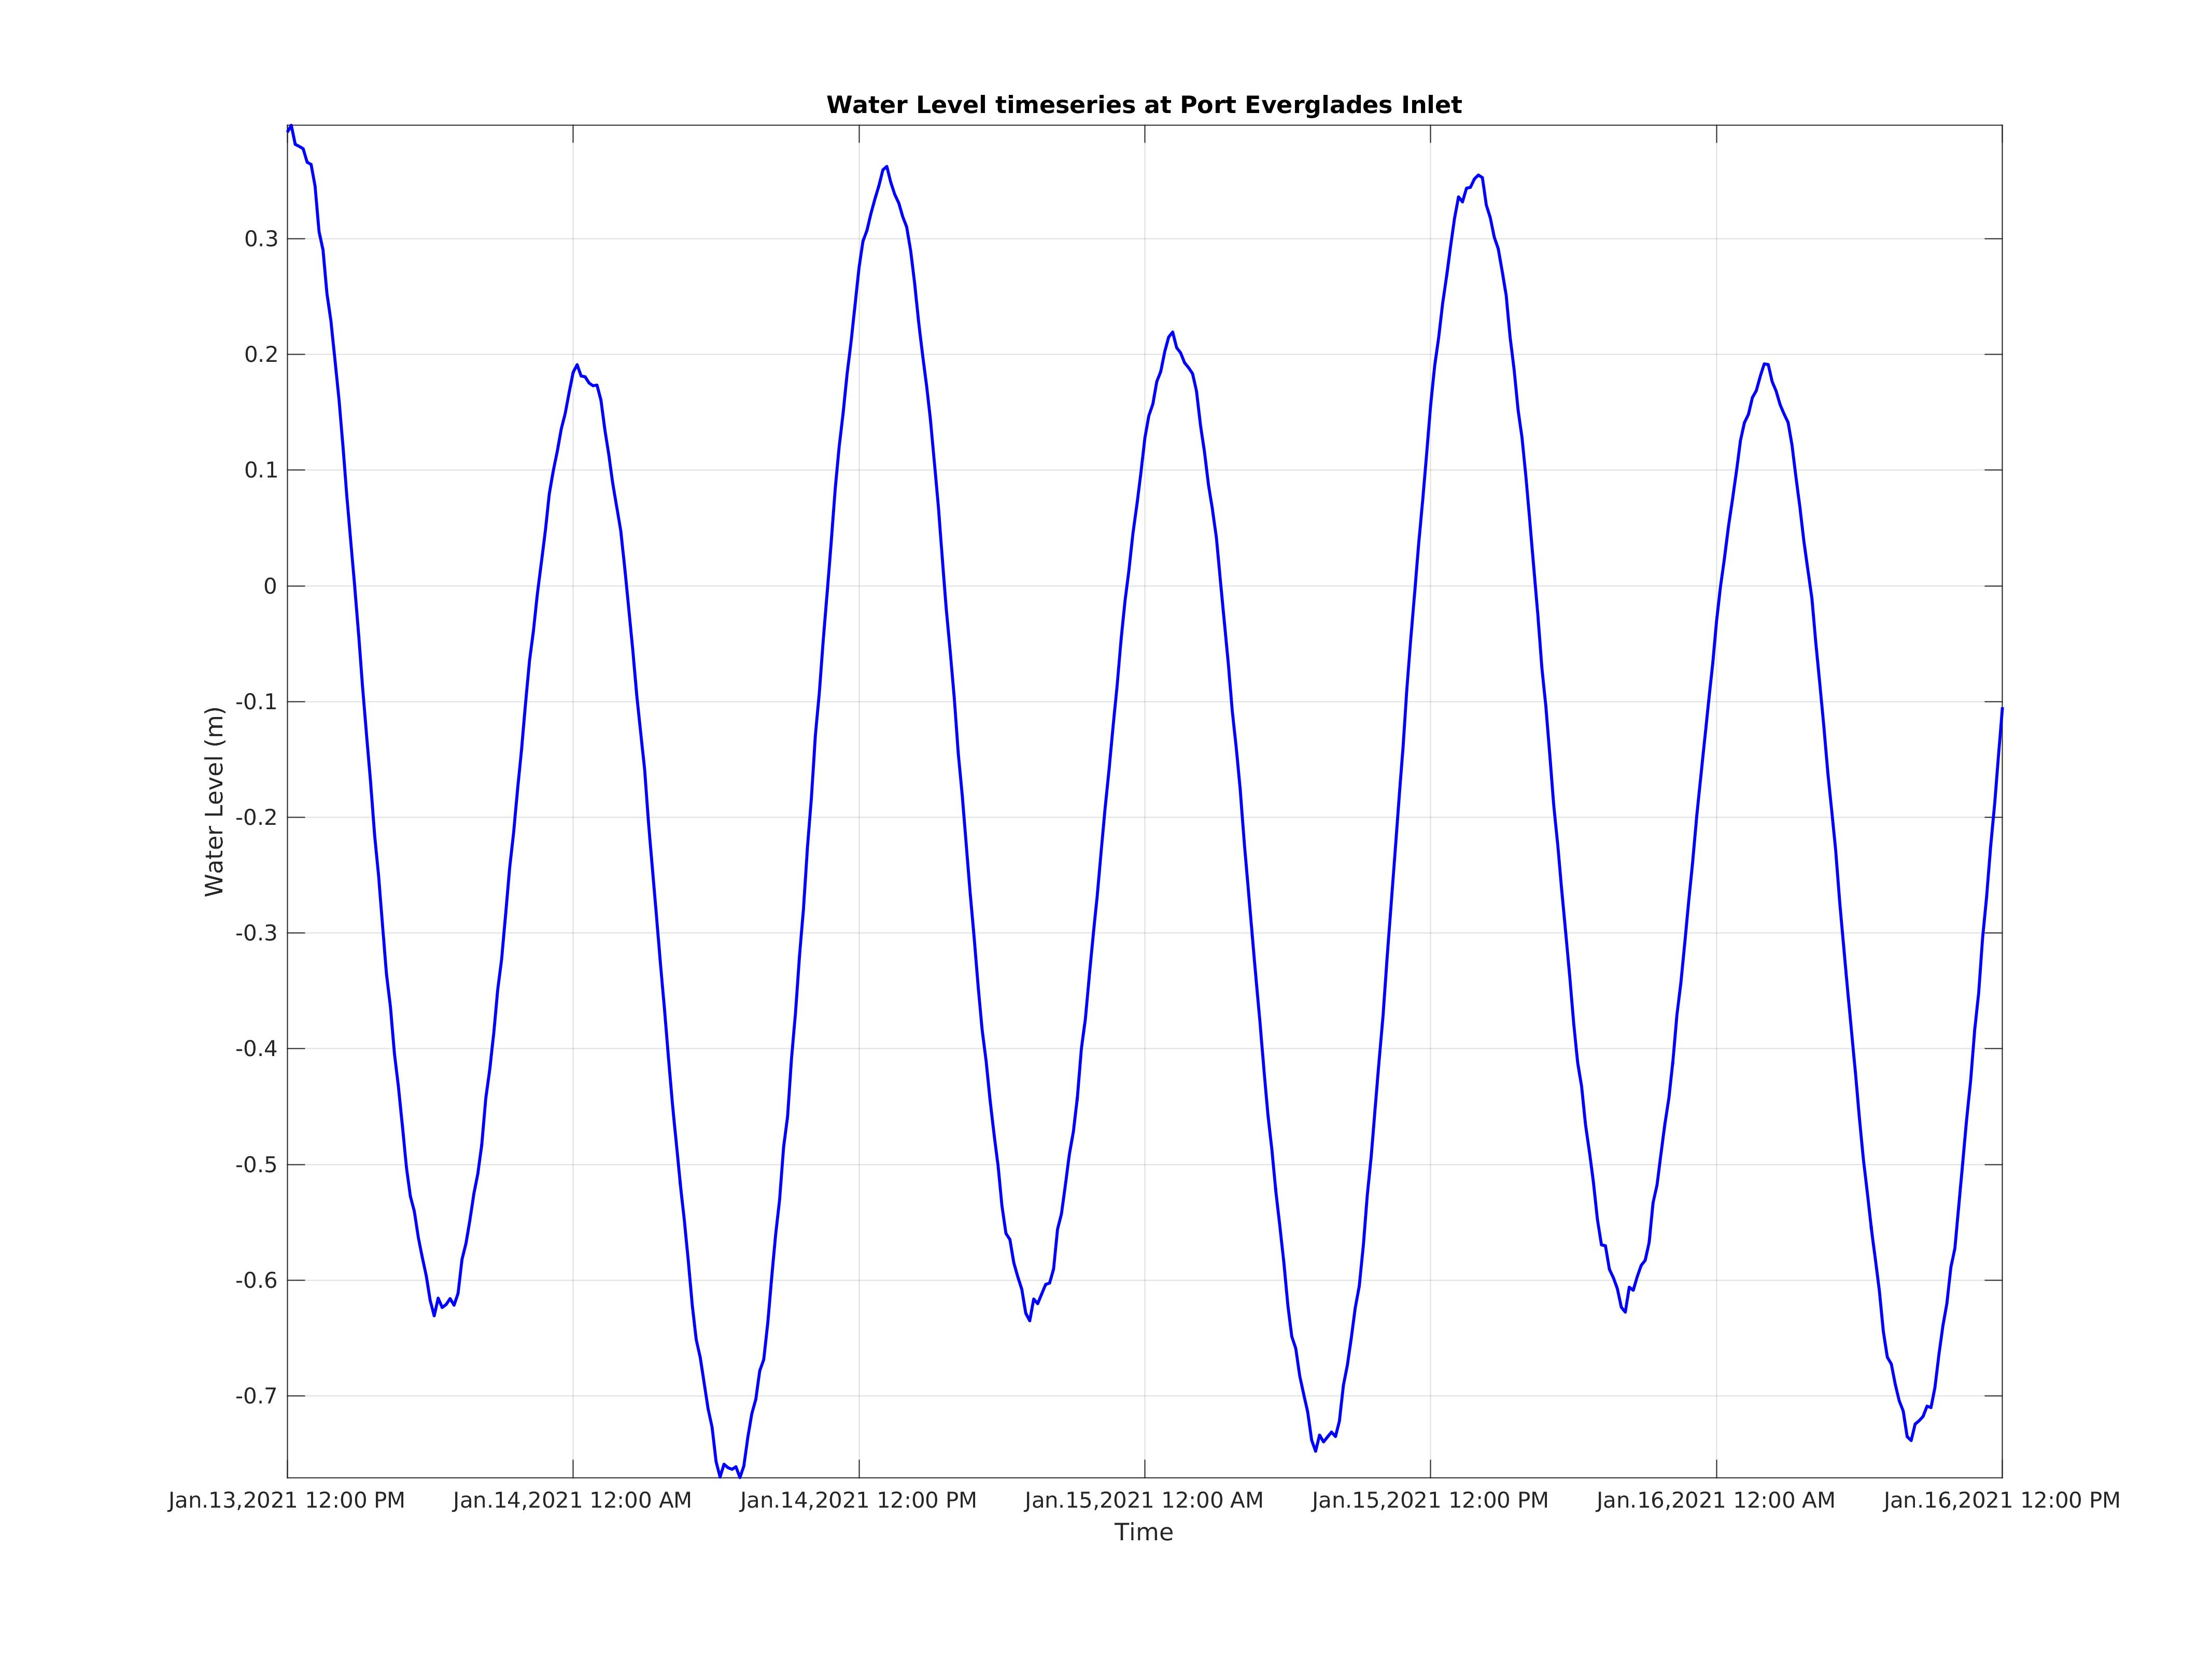 Water Level timeseries at Port Everglades Inlet
0.3
0.2
0.1
0
-0.1
-0.2
-0.3
-0.4
-0.5
-0.6
-0.7
Water Level (m)
Jan.13,2021 12:00 PM Jan.14,2021 12:00 AM Jan.14,2021 12:00 PM Jan.15,2021 12:00 AM Jan.15,2021 12:00 PM Jan.16,2021 12:00 AM Jan.16,2021 12:00 PM
Time